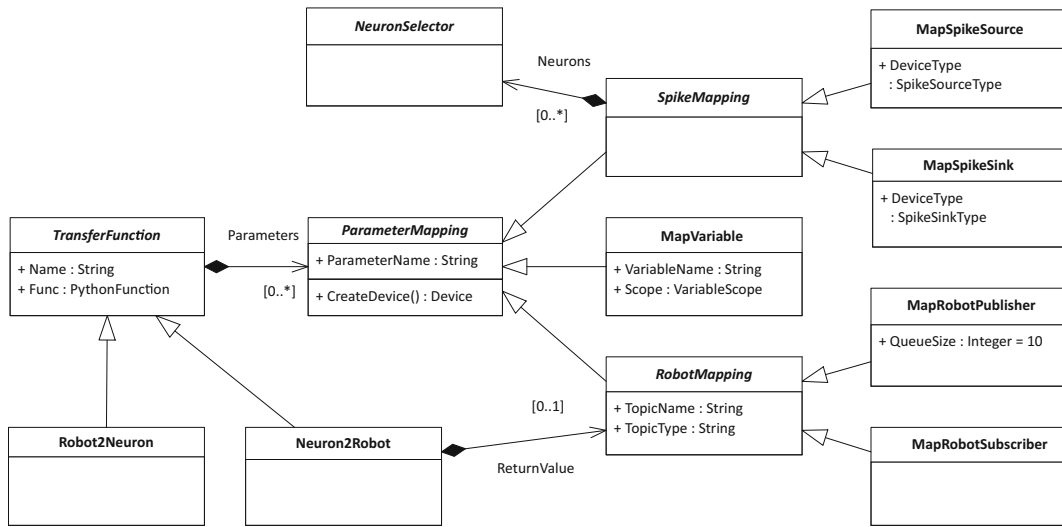 NeuronSelector
Neurons
[0..*]
SpikeMapping
MapSpikeSource
+ DeviceType
: SpikeSourceType
MapSpikeSink
+ DeviceType
: SpikeSinkType
TransferFunction
+ Name : String
+ Func : PythonFunction
Parameters
[0..*]
ParameterMapping
+ ParameterName : String
+ CreateDevice() : Device
MapVariable
+ VariableName : String
+ Scope : VariableScope
MapRobotPublisher
+ QueueSize : Integer = 10
RobotMapping
+ TopicName : String
+ TopicType : String
[0..1]
ReturnValue
Robot2Neuron
Neuron2Robot
MapRobotSubscriber